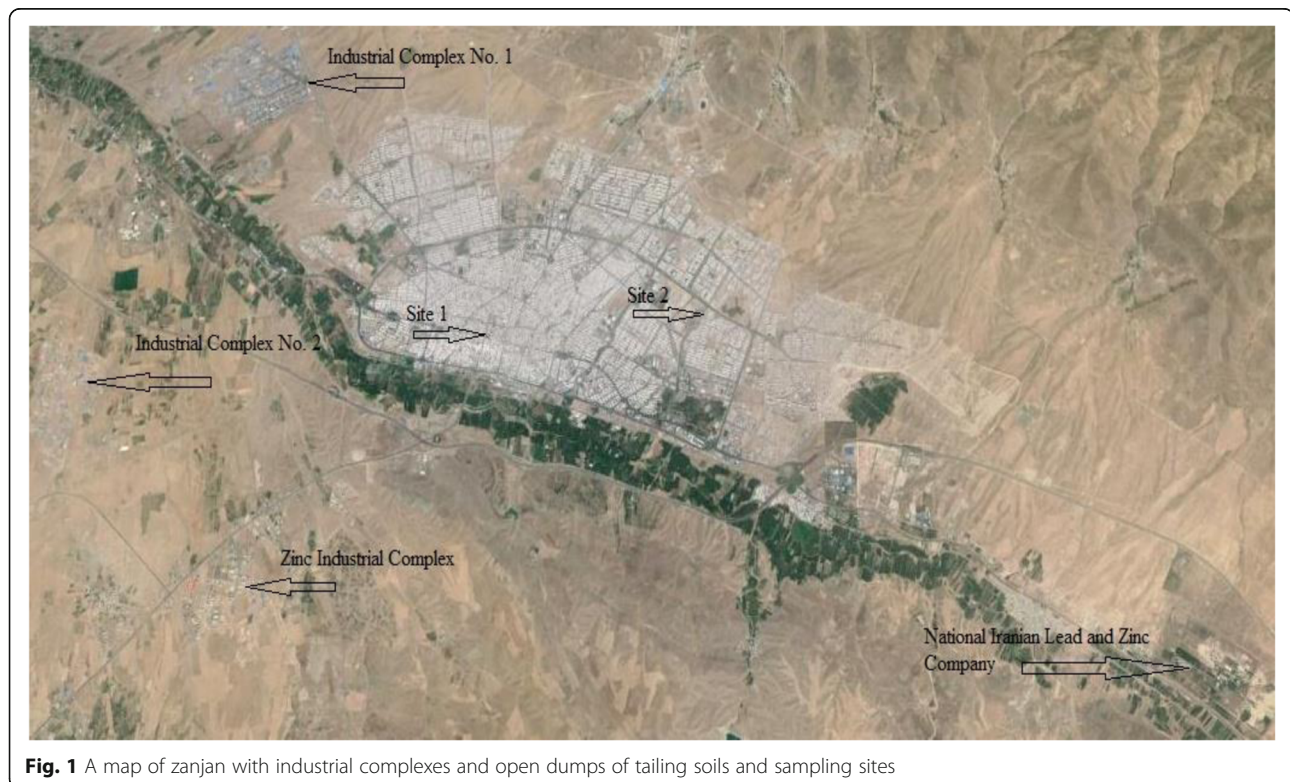 Industrial Complex No. 1
Site 2
Site 1
Industrial Complex No. 2
Zinc Industrial Complex
National Iranian Lead and Zinc
Company
Fig. 1 A map of zanjan with industrial complexes and open dumps of tailing soils and sampling sites